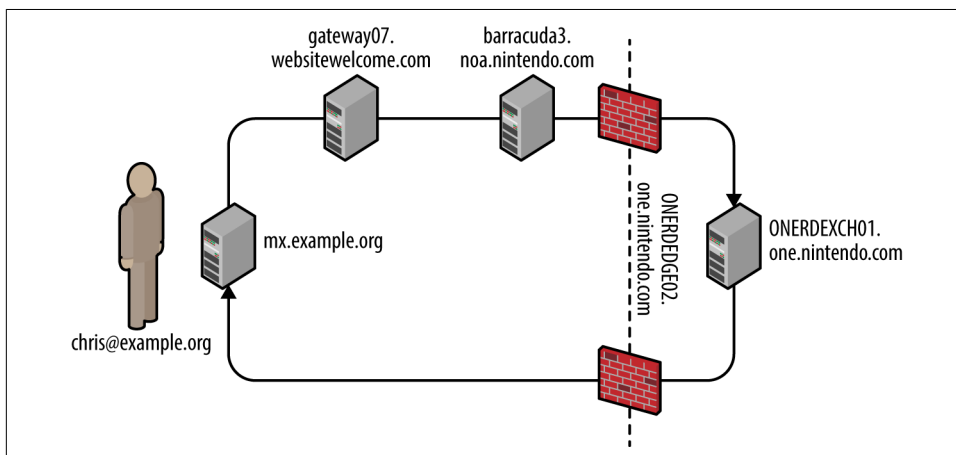 gateway07.
websitewelcome.com
barracuda3.
noa.nintendo.com
mx.example.org
ONERDEDGE02.
one.nintendo.com
ONERDEXCH01.
one.nintendo.com
chris@example.org